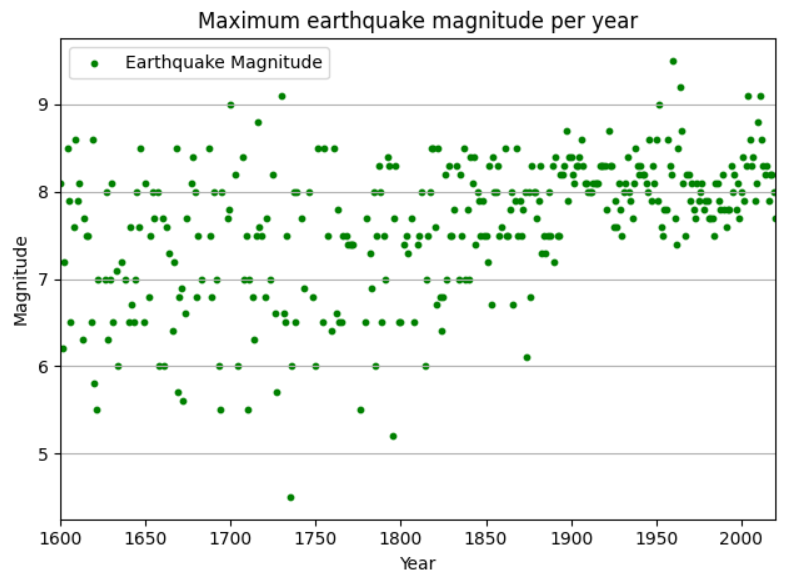 Maximum earthquake magnitude per year
Earthquake Magnitude
9
8
7
6
5
Magnitude
1600 1650 1700 1750 1800 1850 1900 1950 2000
Year